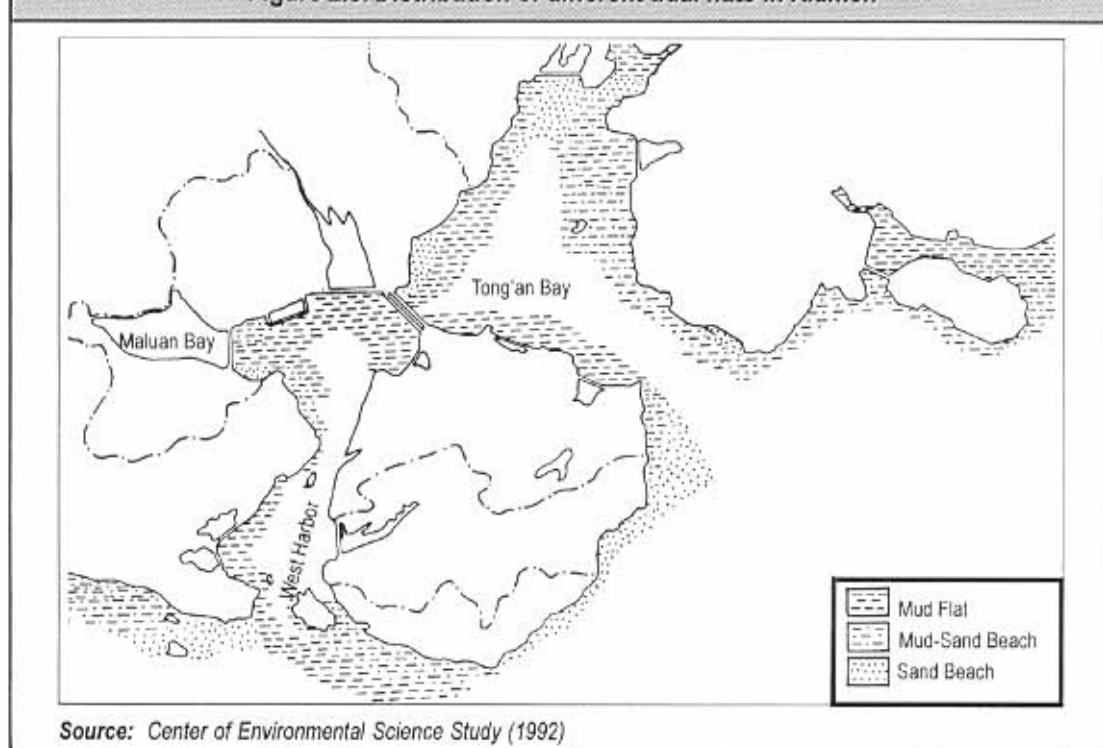 Tong'an Bay
Maluan Bay
West Harbor
Mud Flat
Mud-Sand Beach
Sand Beach
Source: Center of Environmental Science Study (1992)